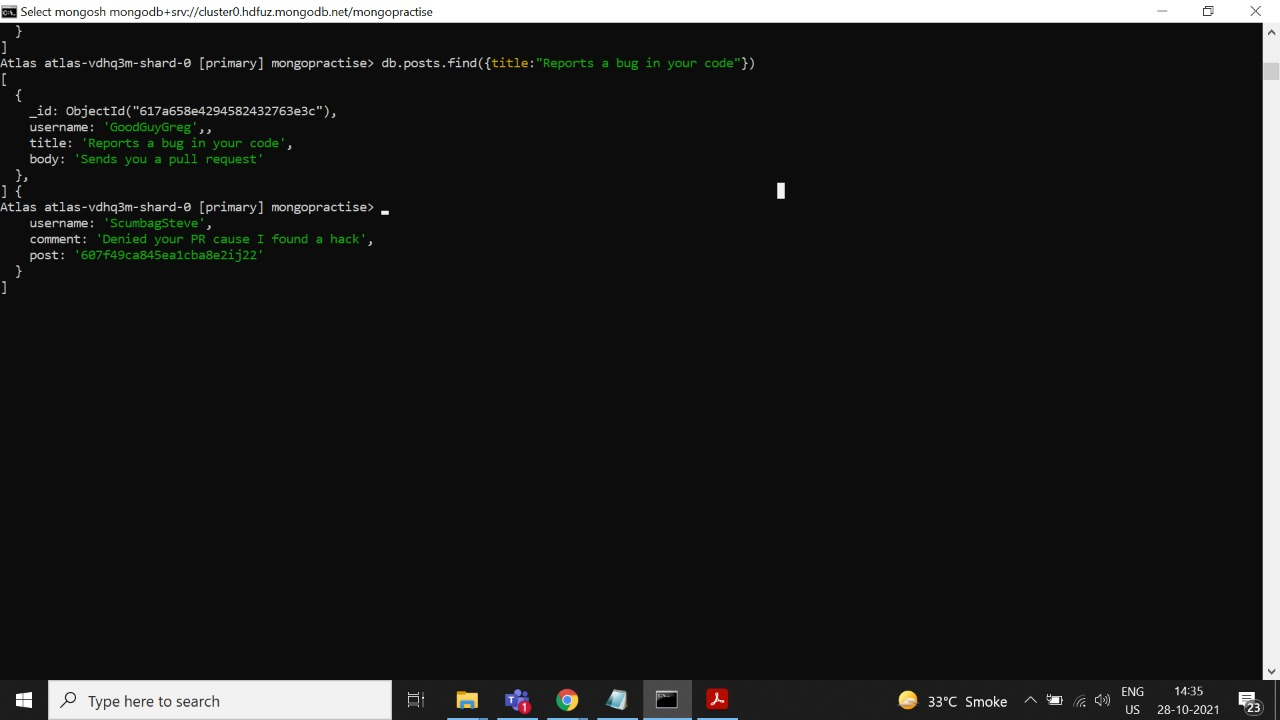 Select mongosh mongodb+srv://cluster0.hdfuz.mongodb.net/mongopractise
}
]
Atlas atlas-vdhq3m-shard-0 [primary] mongopractise> db.posts.find({title:"Reports a bug in your code"})
[
{
_id: ObjectId("617a658e4294582432763e3c"),
username: 'GoodGuyGreg',,
title: 'Reports a bug in your code',
body: 'Sends you a pull request'
},
] {
Atlas atlas-vdhq3m-shard-0 [primary] mongopractise>
username: 'ScumbagSteve',
comment: 'Denied your PR cause I found a hack',
post: '607f49ca845ea1cba8e2ij22'
}
]
Type here to search
1
33°C Smoke
ENG
US
14:35
28-10-2021
23